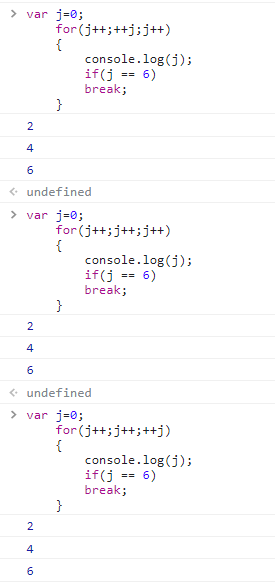 > var j=0;
for(j++;++j;j++)
{
console.log(j);
if(j == 6)
break;
}
2
4
6
undefined
> var j=0;
for(j++;j++;j++)
{
console.log(j);
if(j == 6)
break;
}
2
4
6
undefined
> var j=0;
for(j++;j++;++j)
{
console.log(j);
if(j == 6)
break;
}
2
4
6